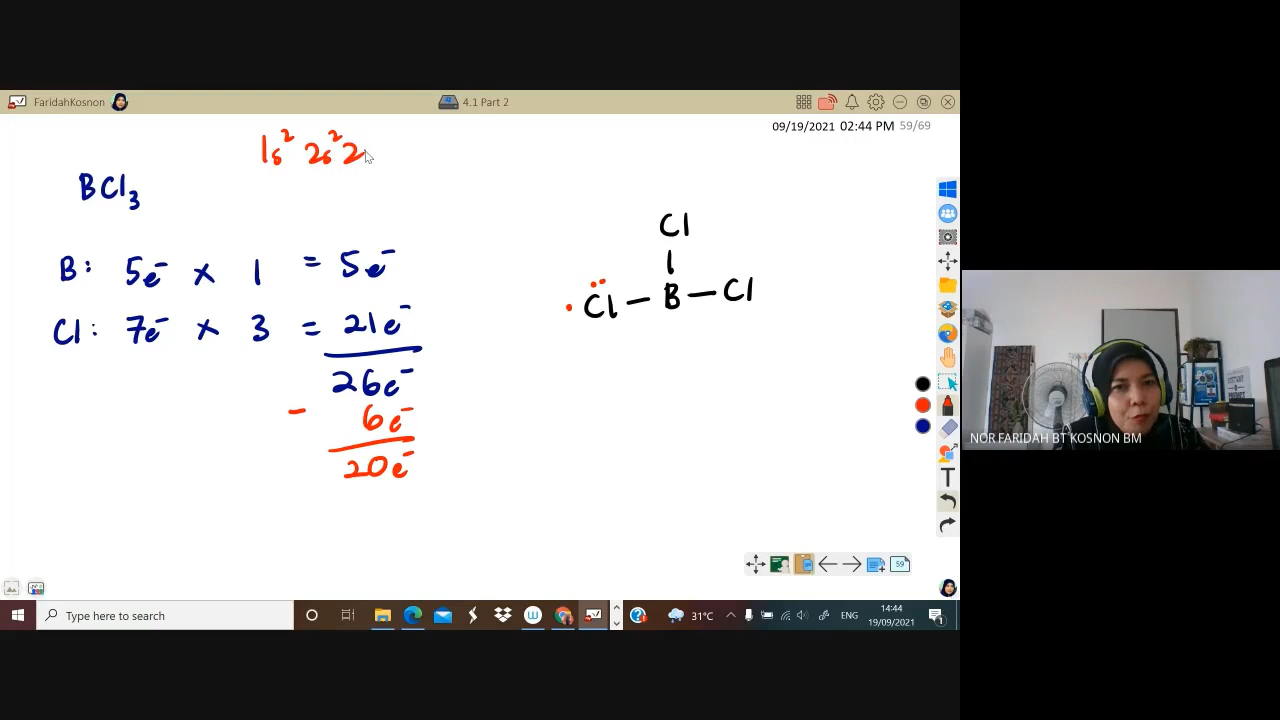 FaridahKosnon
4.1 Part 2
09/19/2021 02:44 PM 59/69
1s² 2s² 2
BCl₃
B: 5e⁻ × 1 = 5e⁻
Cl: 7e⁻ × 3 = 21e⁻
26e⁻
- 6e⁻
20e⁻
Cl
Cl - B - Cl
NOR FARIDAH BT KOSNON BM
T
59
Type here to search
31°C
ENG
14:44
19/09/2021
1